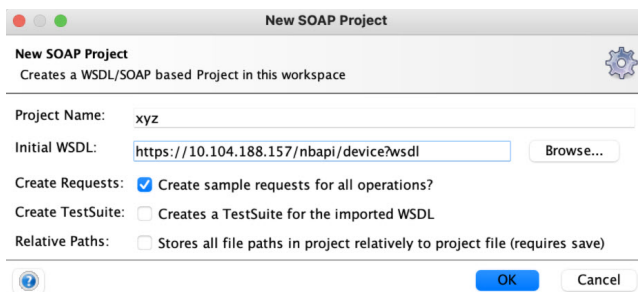 New SOAP Project
New SOAP Project
Creates a WSDL/SOAP based Project in this workspace
Project Name: xyz
Initial WSDL: https://10.104.188.157/nbapi/device?wsdl Browse...
Create Requests: Create sample requests for all operations?
Create TestSuite: Creates a TestSuite for the imported WSDL
Relative Paths: Stores all file paths in project relatively to project file (requires save)
? OK Cancel